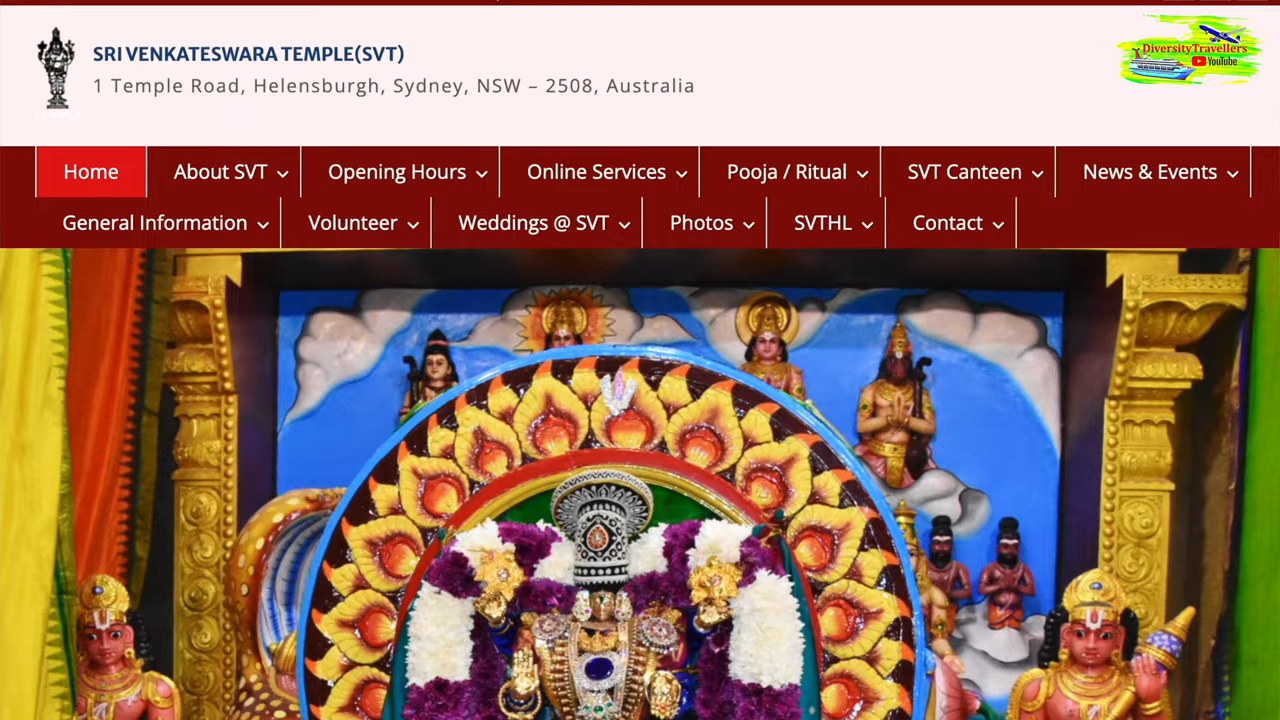 SRI VENKATESWARA TEMPLE(SVT)
1 Temple Road, Helensburgh, Sydney, NSW – 2508, Australia
DiversityTravellers
YouTube
Home About SVT Opening Hours Online Services Pooja / Ritual SVT Canteen News & Events
General Information Volunteer Weddings @ SVT Photos SVTHL Contact